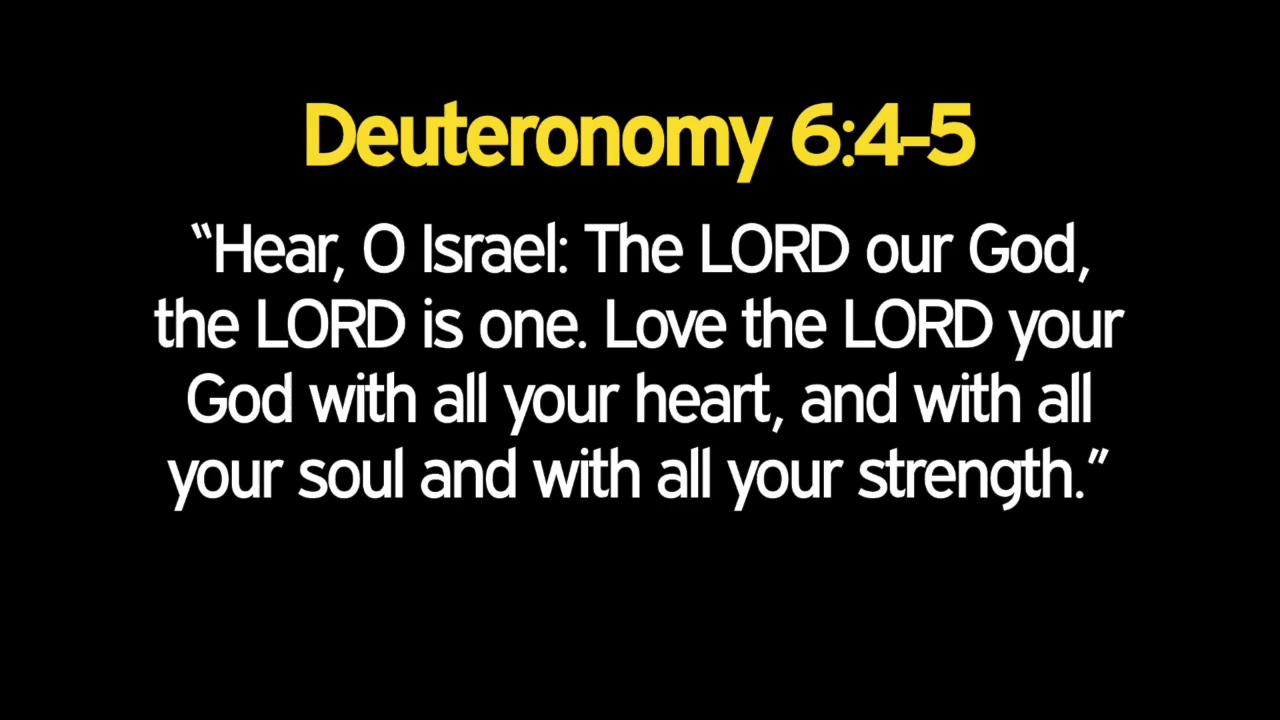 Deuteronomy 6:4-5
“Hear, O Israel: The LORD our God,
the LORD is one. Love the LORD your
God with all your heart, and with all
your soul and with all your strength.”